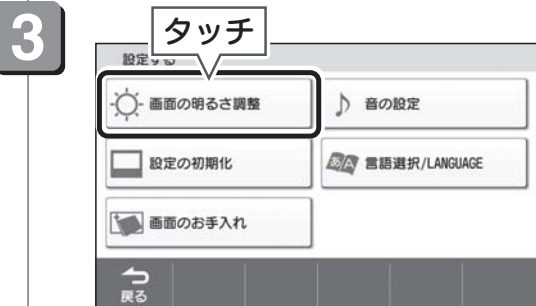 3
タッチ
設定する
画面の明るさ調整
音の設定
設定の初期化
あA 言語選択/LANGUAGE
画面のお手入れ
戻る